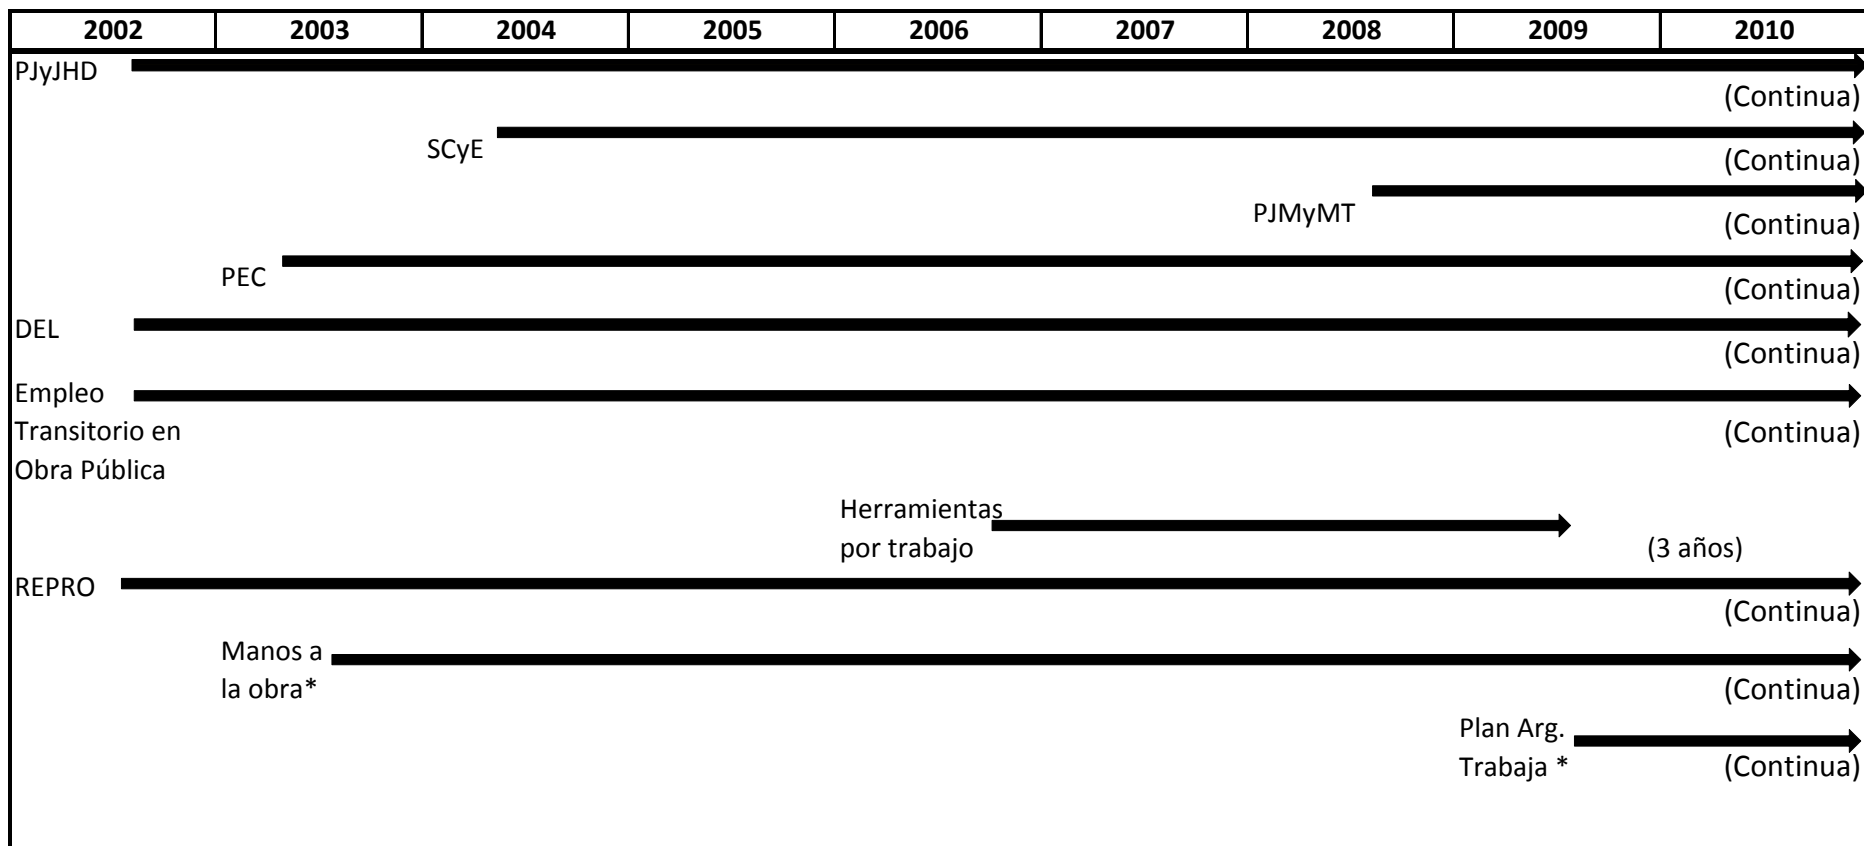 2002 2003 2004 2005 2006 2007 2008 2009 2010
PJyJHD
(Continua)
SCyE
(Continua)
PJMyMT
(Continua)
PEC
(Continua)
DEL
(Continua)
Empleo
Transitorio en
Obra Pública
(Continua)
Herramientas
por trabajo
(3 años)
REPRO
(Continua)
Manos a
la obra*
(Continua)
Plan Arg.
Trabaja *
(Continua)